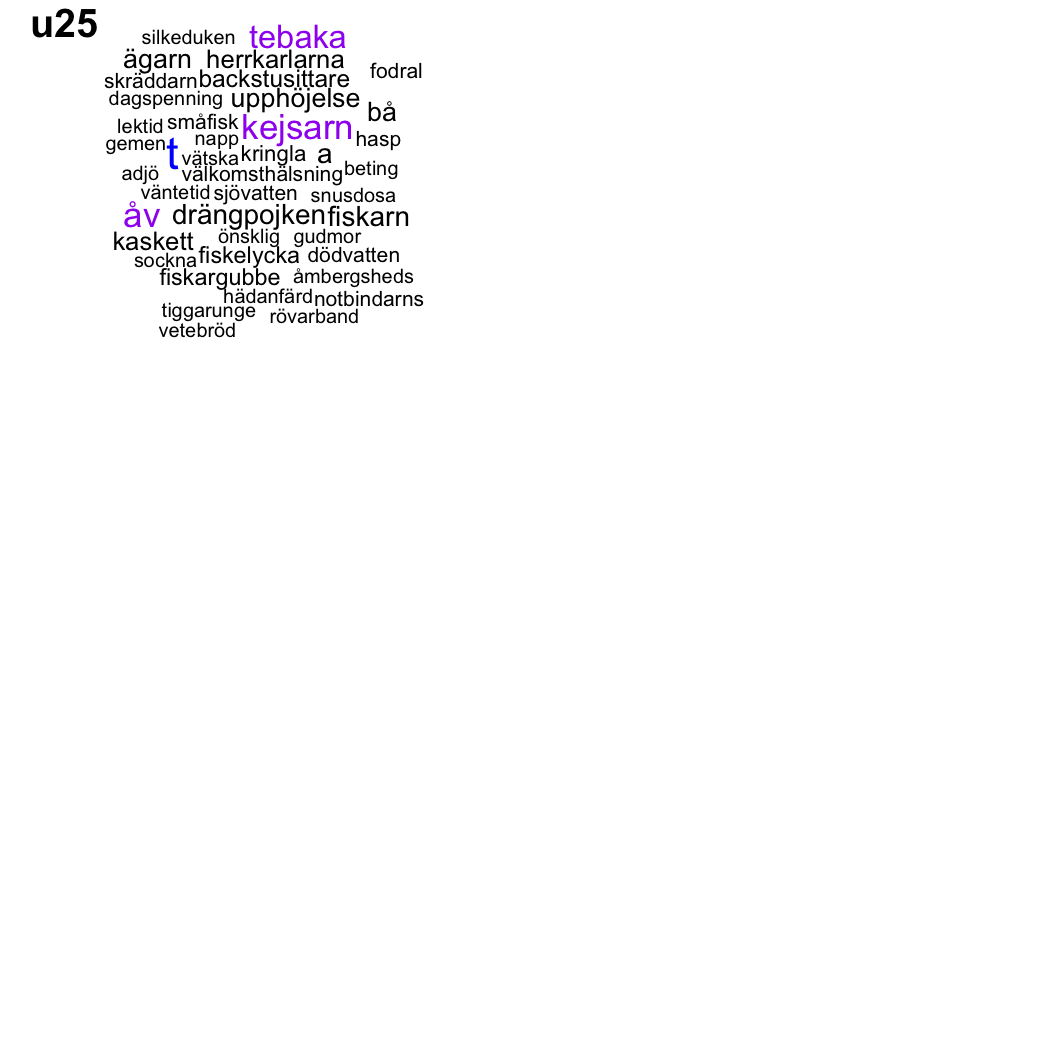 u25
silkeduken tebaka
ägarn herrkarlarna
fodral
skräddarn backstusittare
dagspenning upphöjelse
bå
lektid småfisk kejsarn
gemen napp hasp
t vätska kringla a
adjö välkomsthälsning beting
väntetid sjövatten snusdosa
åv drängpojken fiskarn
kaskett önsklig gudmor
sockna fiskelycka dödvatten
fiskargubbe åmbergsheds
hädanfärd notbindarns
tiggarunge rövarband
vetebröd